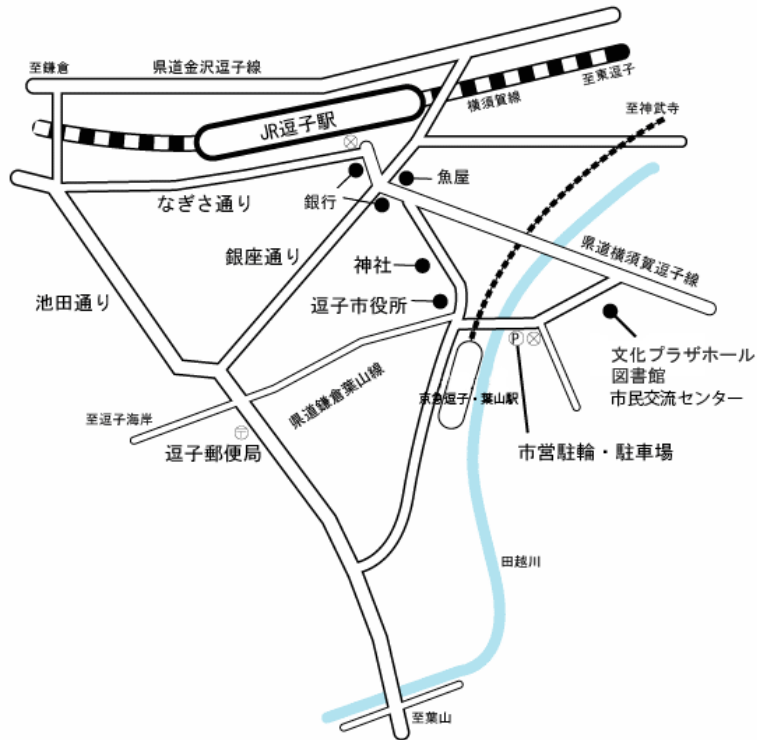 至鎌倉
県道金沢逗子線
至東逗子
横須賀線
至神武寺
JR逗子駅
魚屋
なぎさ通り
銀行
銀座通り
神社
県道横須賀逗子線
池田通り
逗子市役所
P
文化プラザホール
図書館
市民交流センター
京急逗子・葉山駅
県道鎌倉葉山線
至逗子海岸
〒
逗子郵便局
市営駐輪・駐車場
田越川
至葉山